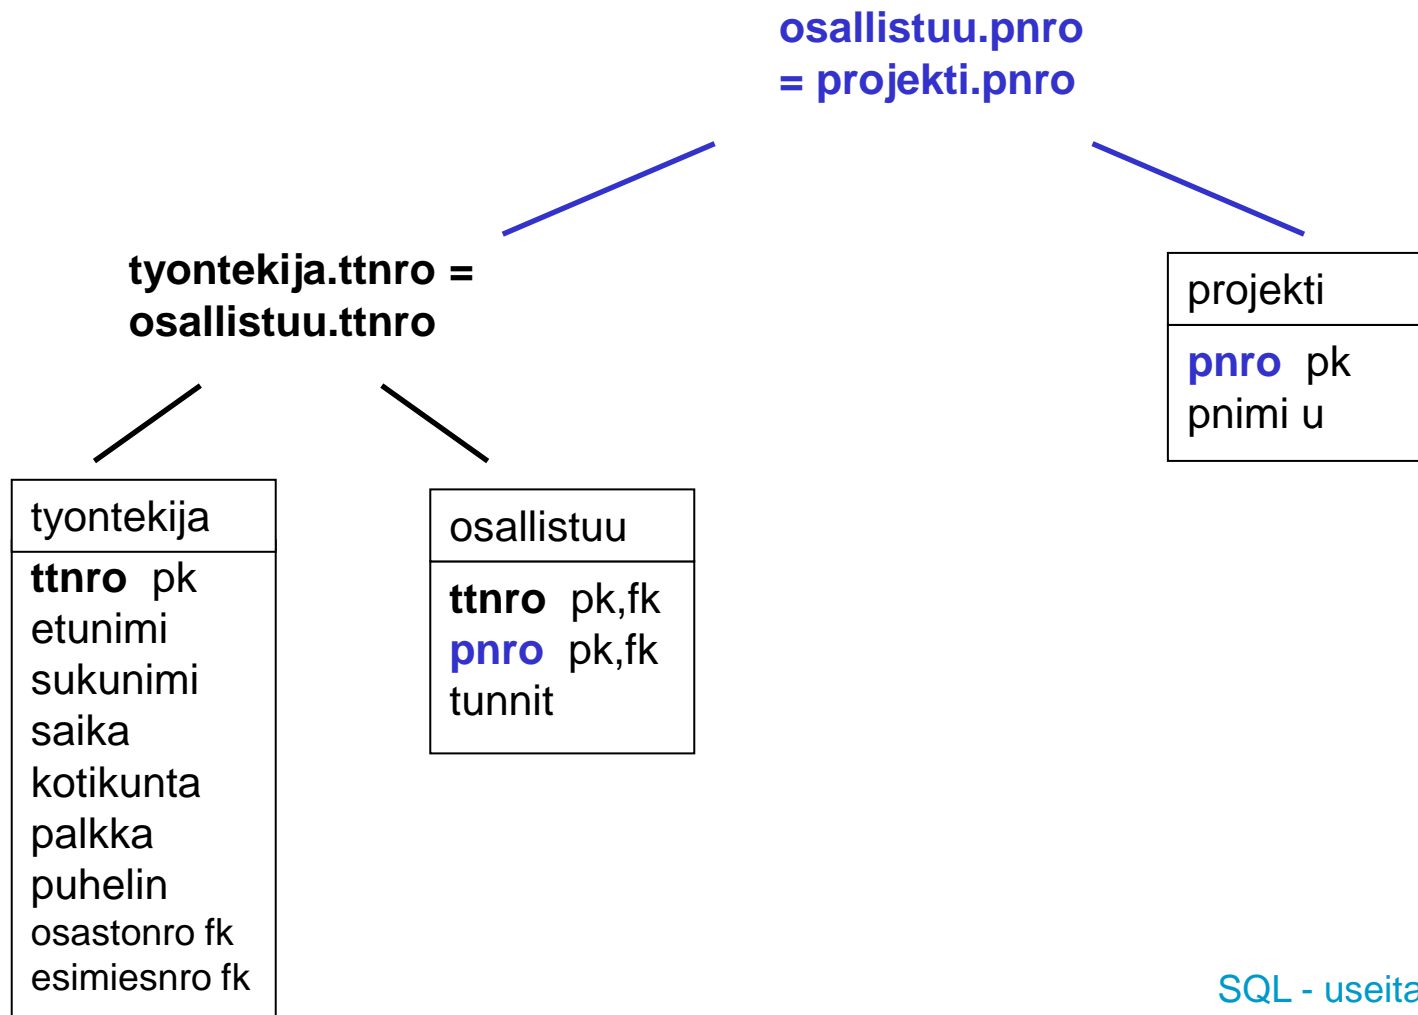 osallistuu.pnro
= projekti.pnro
tyontekija.ttnro =
osallistuu.ttnro
projekti
pnro pk
pnimi u
tyontekija
ttnro pk
etunimi
sukunimi
saika
kotikunta
palkka
puhelin
osastonro fk
esimiesnro fk
osallistuu
ttnro pk,fk
pnro pk,fk
tunnit
SQL - useita